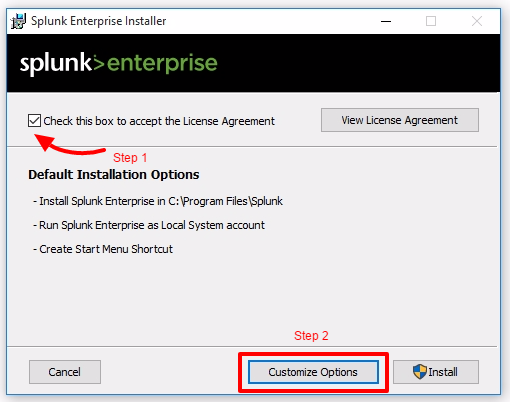 Splunk Enterprise Installer
splunk>enterprise
Check this box to accept the License Agreement
View License Agreement
Step 1
Default Installation Options
- Install Splunk Enterprise in C:\Program Files\Splunk
- Run Splunk Enterprise as Local System account
- Create Start Menu Shortcut
Step 2
Cancel
Customize Options
Install